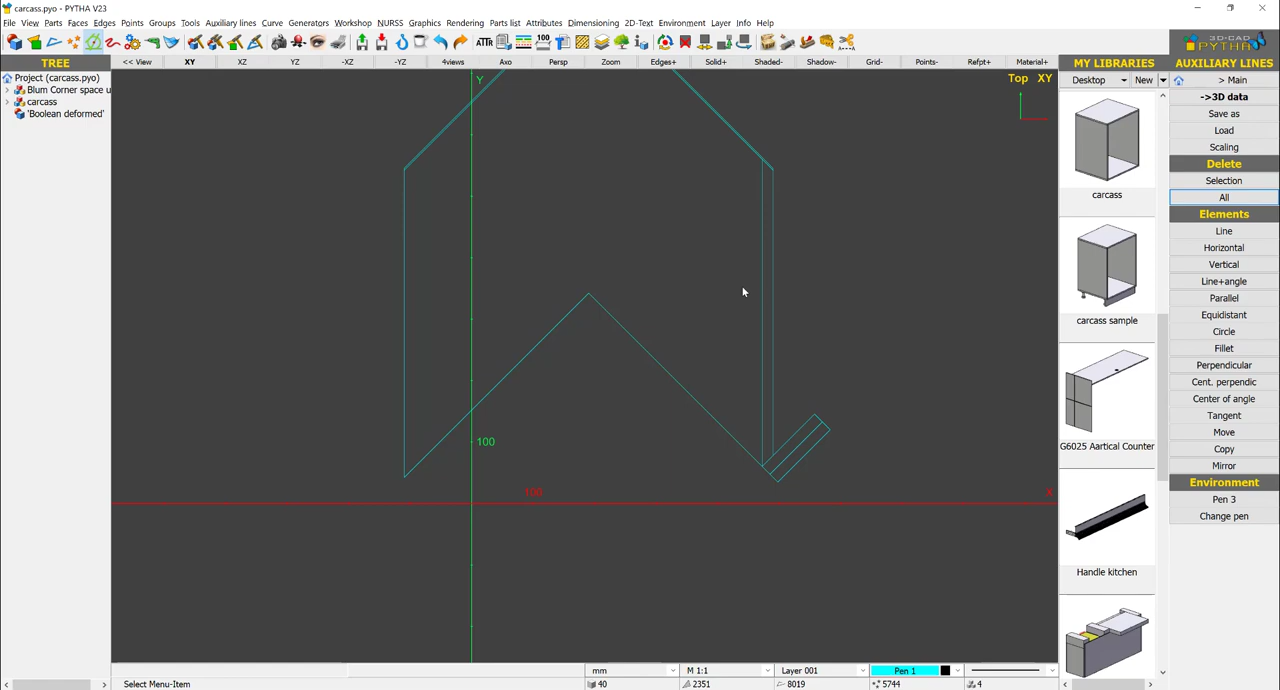 carcass.pyo - PYTHA V23
File View Parts Faces Edges Points Groups Tools Auxiliary lines Curve Generators Workshop NURSS Graphics Rendering Parts list Attributes Dimensioning 2D-Text Environment Layer Info Help
ATTR 100
3D-CAD PYTHA
TREE << View XY XZ YZ -XZ -YZ 4views Axo Persp Zoom Edges+ Solid+ Shaded- Shadow- Grid- Points- Refpt+ Material+ MY LIBRARIES AUXILIARY LINES
Project (carcass.pyo)
Blum Corner space u
carcass
'Boolean deformed'
Top XY
Y
100
100
X
Desktop New
carcass
carcass sample
G6025 Aartical Counter
Handle kitchen
> Main
->3D data
Save as
Load
Scaling
Delete
Selection
All
Elements
Line
Horizontal
Vertical
Line+angle
Parallel
Equidistant
Circle
Fillet
Perpendicular
Cent. perpendic
Center of angle
Tangent
Move
Copy
Mirror
Environment
Pen 3
Change pen
mm M 1:1 Layer 001 Pen 1
Select Menu-Item 40 2351 8019 5744 4